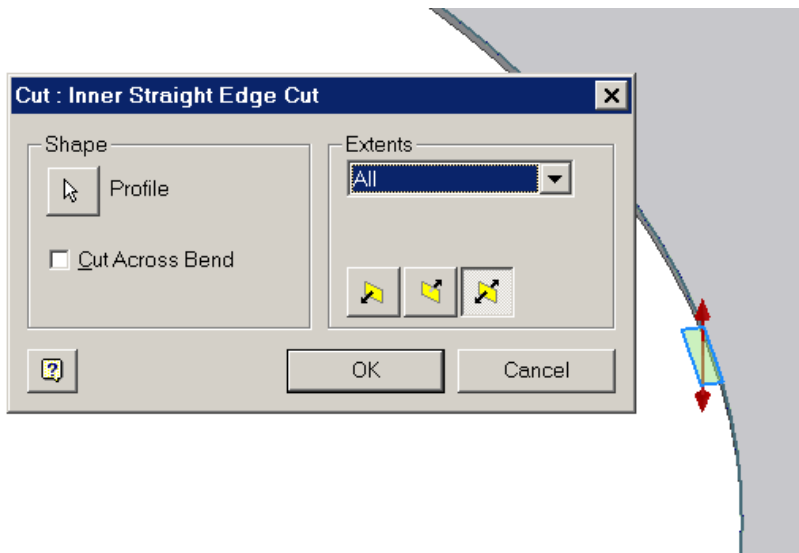 Cut : Inner Straight Edge Cut
Shape
Profile
Cut Across Bend
Extents
All
OK
Cancel